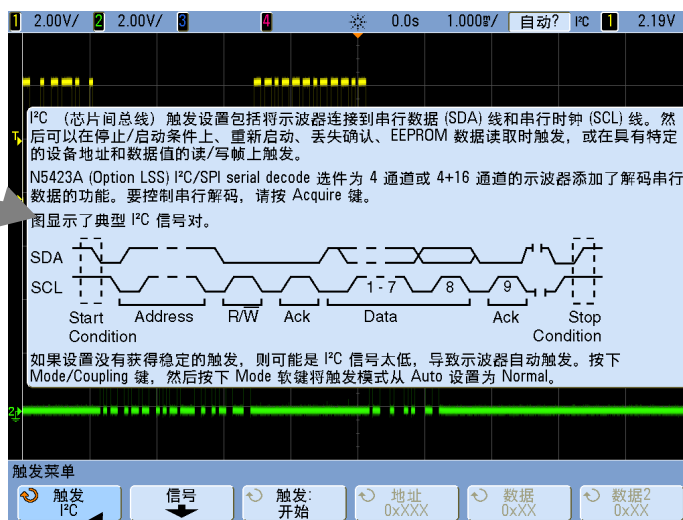 1 2.00V/ 2 2.00V/ 3 4 0.0s 1.000m/ 自动? I²C 1 2.19V
I²C （芯片间总线) 触发设置包括将示波器连接到串行数据 (SDA) 线和串行时钟 (SCL) 线。然
后可以在停止/启动条件上、重新启动、丢失确认、EEPROM 数据读取时触发，或在具有特定
的设备地址和数据值的读/写帧上触发。
N5423A (Option LSS) I²C/SPI serial decode 选件为 4 通道或 4+16 通道的示波器添加了解码串行
数据的功能。要控制串行解码，请按 Acquire 键。
图显示了典型 I²C 信号对。
SDA
SCL 1-7 8 9
Start Address R/W̅ Ack Data Ack Stop
Condition Condition
如果设置没有获得稳定的触发，则可能是 I²C 信号太低，导致示波器自动触发。按下
Mode/Coupling 键，然后按下 Mode 软键将触发模式从 Auto 设置为 Normal。
T
2
触发菜单
触发 信号 触发: 地址 数据 数据2
I²C 开始 0xXXX 0xXX 0xXX